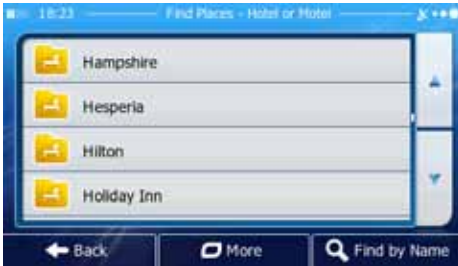 18:23 Find Places - Hotel or Motel
Hampshire
Hesperia
Hilton
Holiday Inn
Back More Find by Name